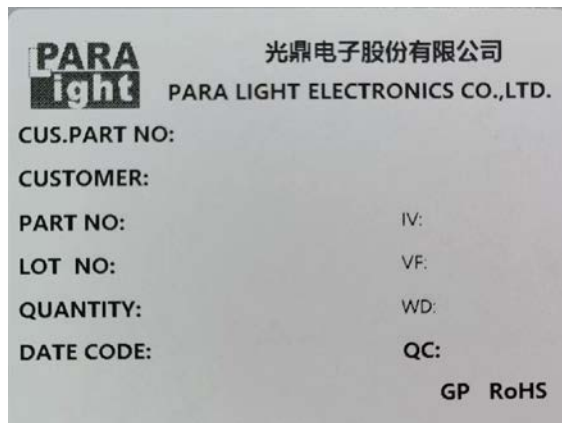 PARA
light
光鼎电子股份有限公司
PARA LIGHT ELECTRONICS CO.,LTD.
CUS.PART NO:
CUSTOMER:
PART NO: IV:
LOT NO: VF:
QUANTITY: WD:
DATE CODE: QC:
GP RoHS